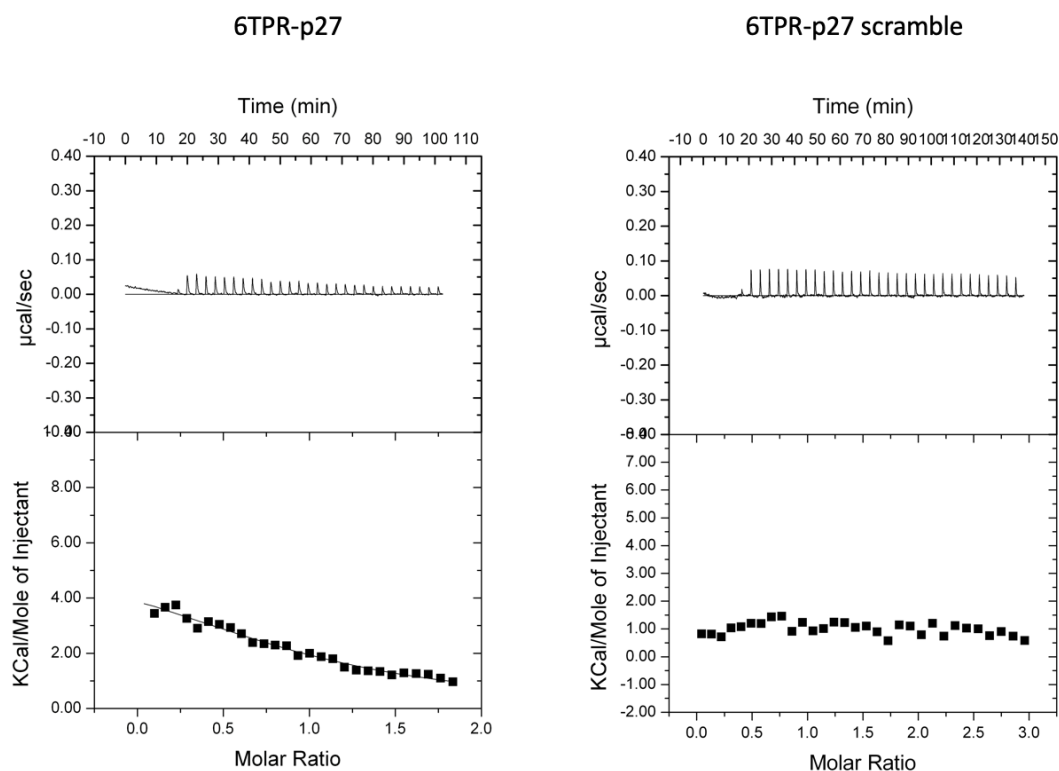 6TPR-p27
Time (min)
-10 0 10 20 30 40 50 60 70 80 90 100 110
0.40
0.30
0.20
0.10
0.00
-0.10
-0.20
-0.30
µcal/sec
8.00
6.00
4.00
2.00
0.00
KCal/Mole of Injectant
0.0 0.5 1.0 1.5 2.0
Molar Ratio
6TPR-p27 scramble
Time (min)
-10 0 10 20 30 40 50 60 70 80 90 100 110 120 130 140 150
0.40
0.30
0.20
0.10
0.00
-0.10
-0.20
-0.30
µcal/sec
7.00
6.00
5.00
4.00
3.00
2.00
1.00
0.00
-1.00
-2.00
KCal/Mole of Injectant
0.0 0.5 1.0 1.5 2.0 2.5 3.0
Molar Ratio